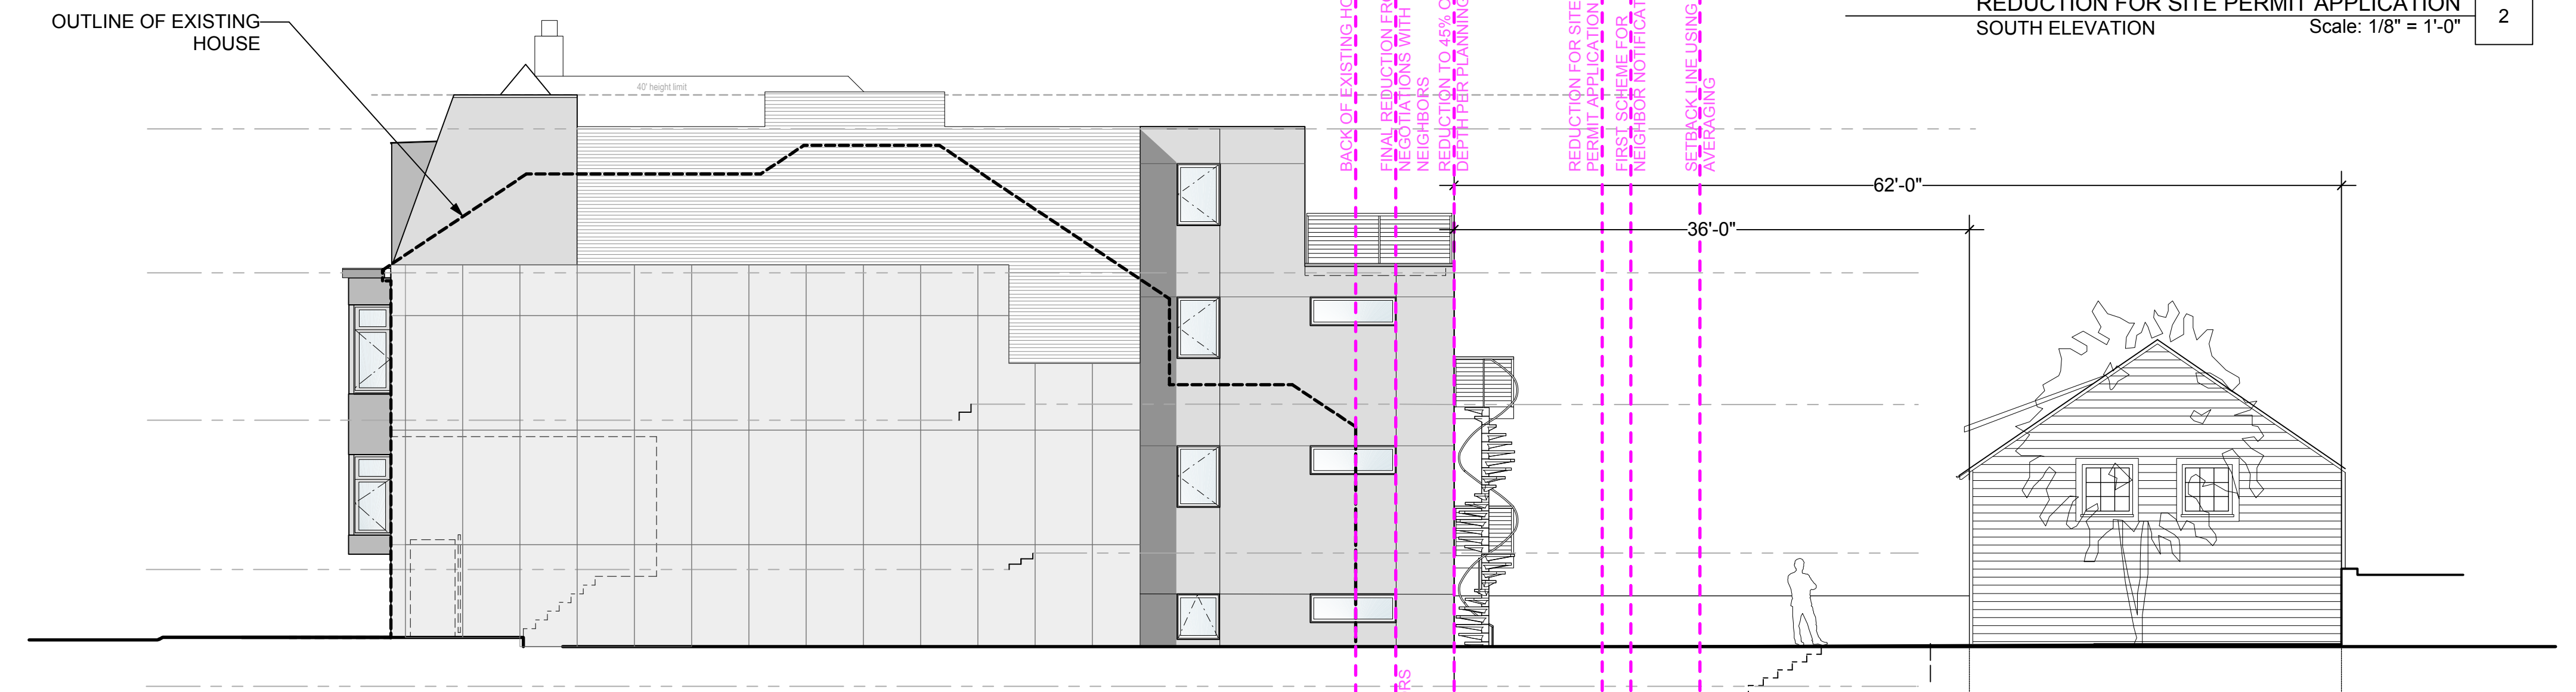 OUTLINE OF EXISTING
HOUSE
40' height limit
BACK OF EXISTING HO
FINAL REDUCTION FRO
NEGOTIATIONS WITH
NEIGHBORS
REDUCTION TO 45% O
DEPTH PER PLANNING
REDUCTION FOR SITE
PERMIT APPLICATION
FIRST SCHEME FOR
NEIGHBOR NOTIFICAT
SETBACK LINE USING
AVERAGING
REDUCTION FOR SITE PERMIT APPLICATION
SOUTH ELEVATION
Scale: 1/8" = 1'-0"
2
62'-0"
36'-0"
RS